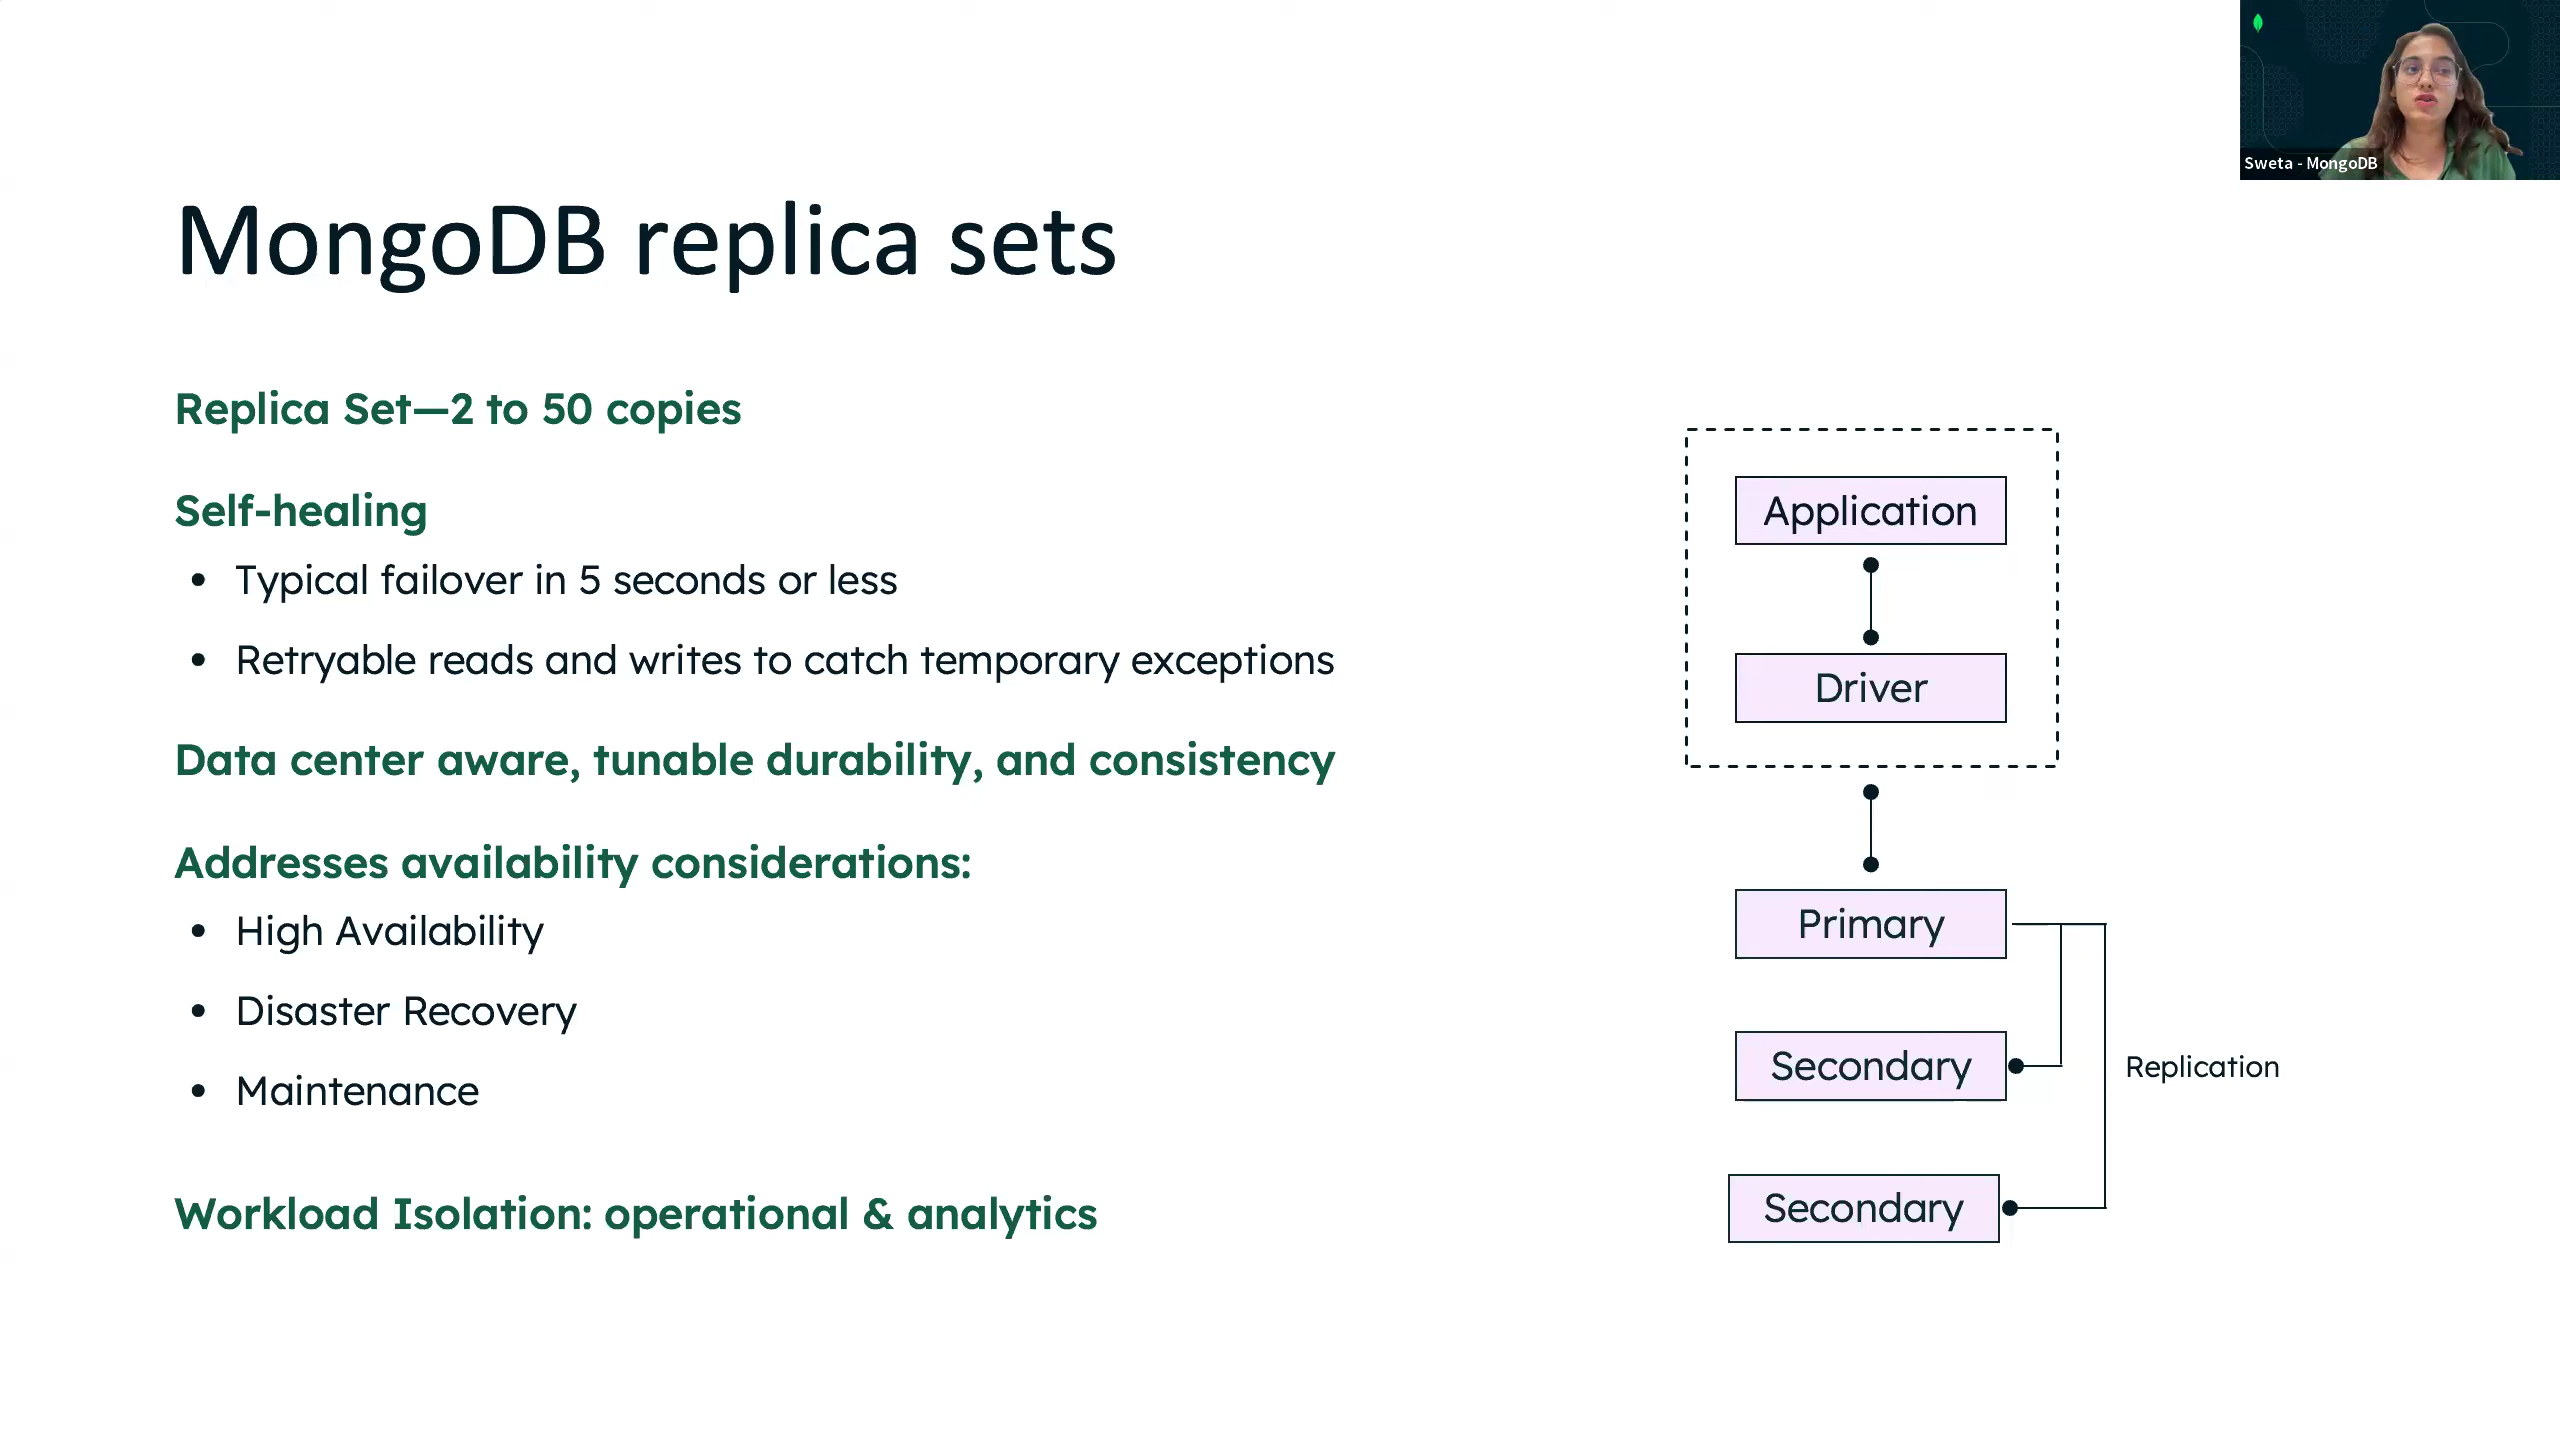 Sweta - MongoDB
MongoDB replica sets
Replica Set—2 to 50 copies
Self-healing
• Typical failover in 5 seconds or less
• Retryable reads and writes to catch temporary exceptions
Data center aware, tunable durability, and consistency
Addresses availability considerations:
• High Availability
• Disaster Recovery
• Maintenance
Workload Isolation: operational & analytics
Application
Driver
Primary
Secondary
Replication
Secondary